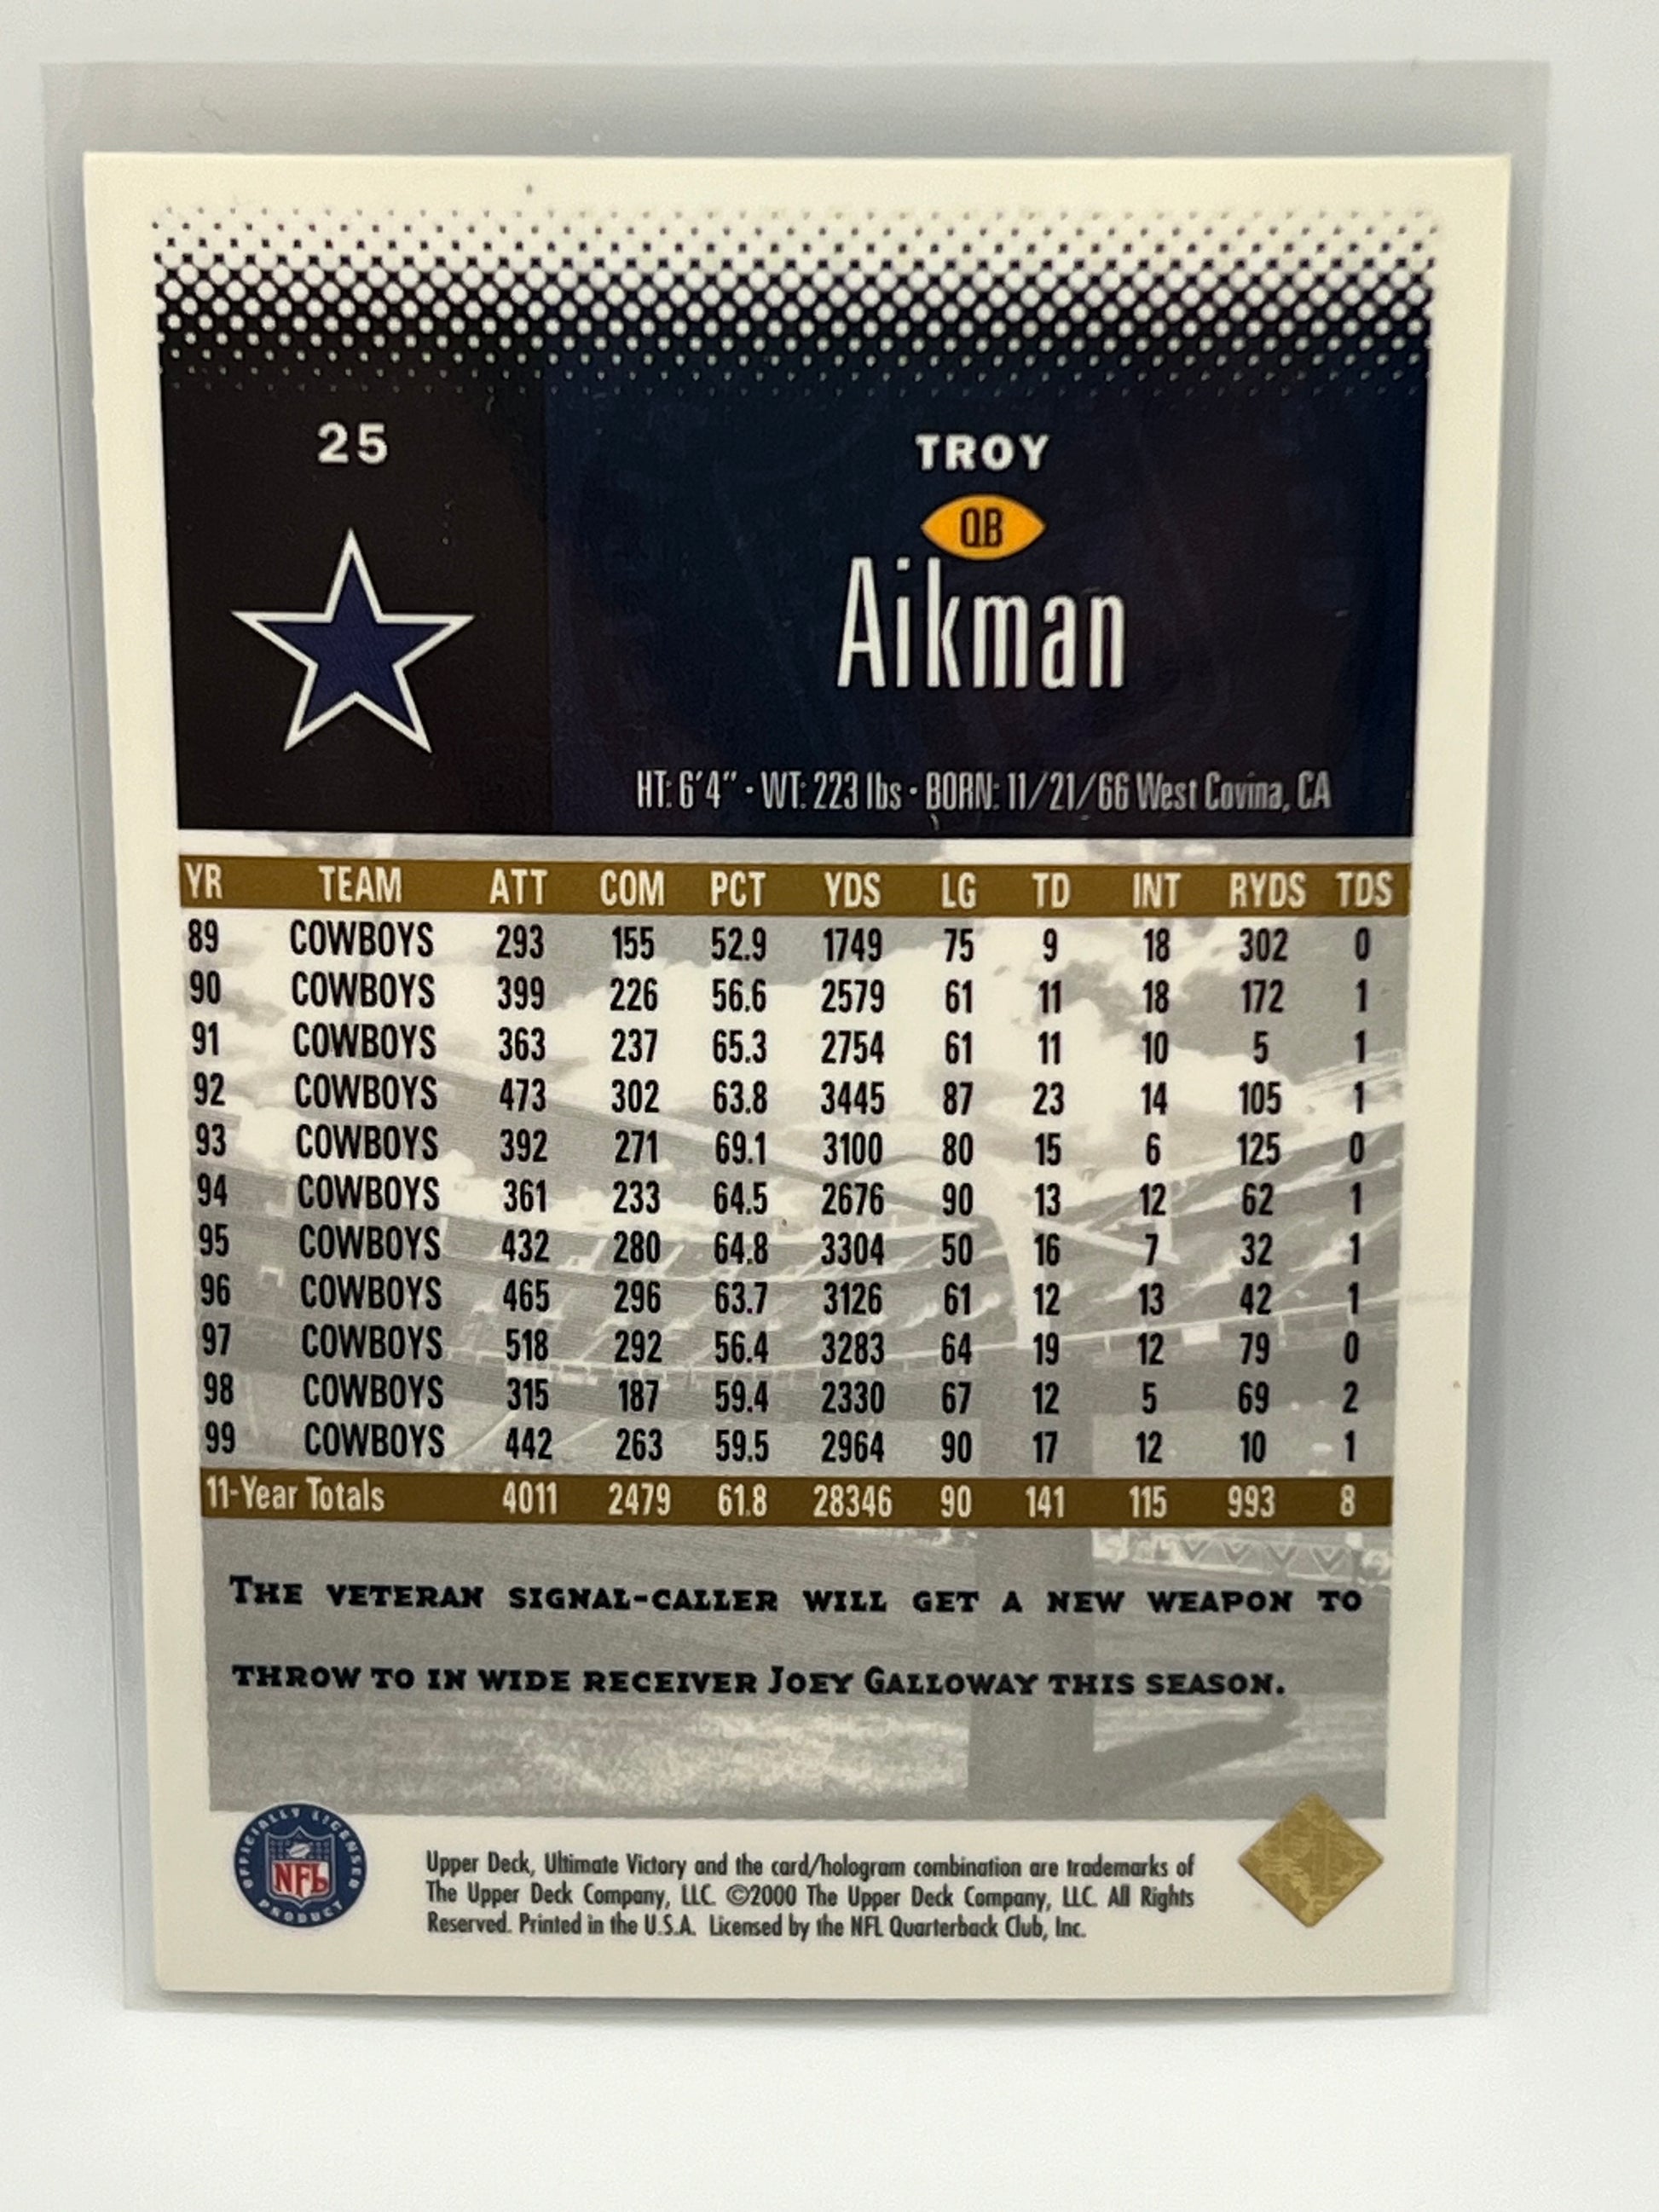 25
TROY
QB
Aikman
HT: 6'4" · WT: 223 lbs · BORN: 11/21/66 West Covina, CA
YR TEAM ATT COM PCT YDS LG TD INT RYDS TDS
89 COWBOYS 293 155 52.9 1749 75 9 18 302 0
90 COWBOYS 399 226 56.6 2579 61 11 18 172 1
91 COWBOYS 363 237 65.3 2754 61 11 10 5 1
92 COWBOYS 473 302 63.8 3445 87 23 14 105 1
93 COWBOYS 392 271 69.1 3100 80 15 6 125 0
94 COWBOYS 361 233 64.5 2676 90 13 12 62 1
95 COWBOYS 432 280 64.8 3304 50 16 7 32 1
96 COWBOYS 465 296 63.7 3126 61 12 13 42 1
97 COWBOYS 518 292 56.4 3283 64 19 12 79 0
98 COWBOYS 315 187 59.4 2330 67 12 5 69 2
99 COWBOYS 442 263 59.5 2964 90 17 12 10 1
11-Year Totals 4011 2479 61.8 28346 90 141 115 993 8
THE VETERAN SIGNAL-CALLER WILL GET A NEW WEAPON TO
THROW TO IN WIDE RECEIVER JOEY GALLOWAY THIS SEASON.
OFFICIALLY LICENSED
NFL
PRODUCT
Upper Deck, Ultimate Victory and the card/hologram combination are trademarks of
The Upper Deck Company, LLC. ©2000 The Upper Deck Company, LLC. All Rights
Reserved. Printed in the U.S.A. Licensed by the NFL Quarterback Club, Inc.